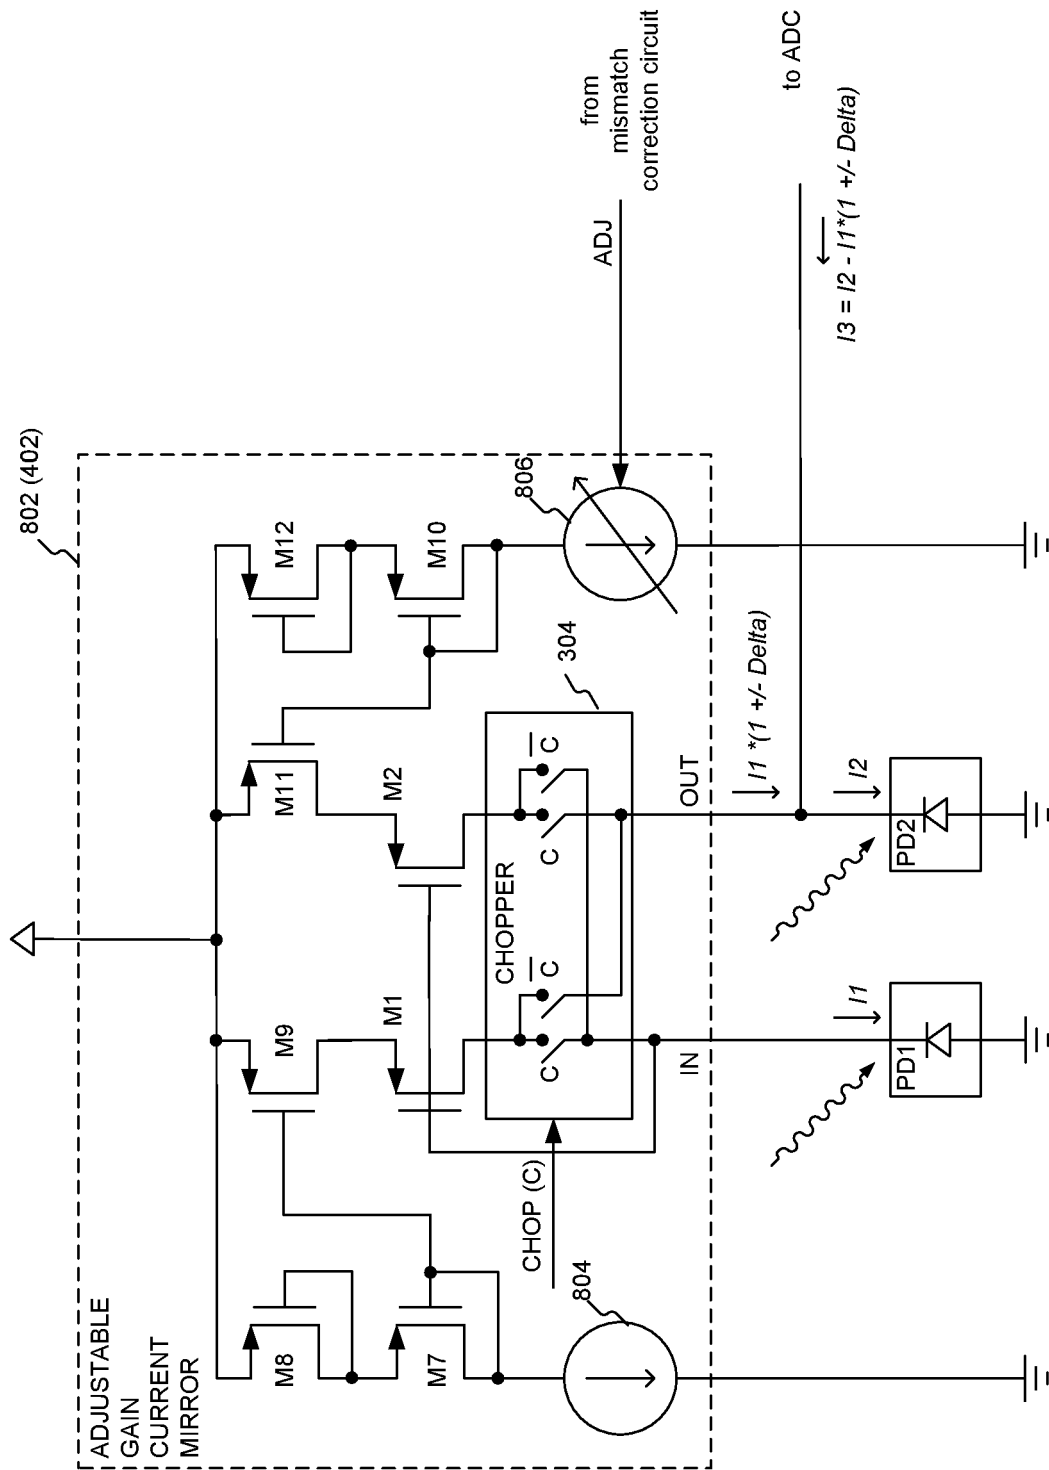 802 (402)
ADJUSTABLE
GAIN
CURRENT
MIRROR
M8
M9
M11
M12
M7
M1
M2
M10
804
CHOP (C)
CHOPPER
C
C
C
C
304
806
ADJ
from
mismatch
correction circuit
IN
OUT
I1 *(1 +/- Delta)
to ADC
I3 = I2 - I1*(1 +/- Delta)
I1
I2
PD1
PD2